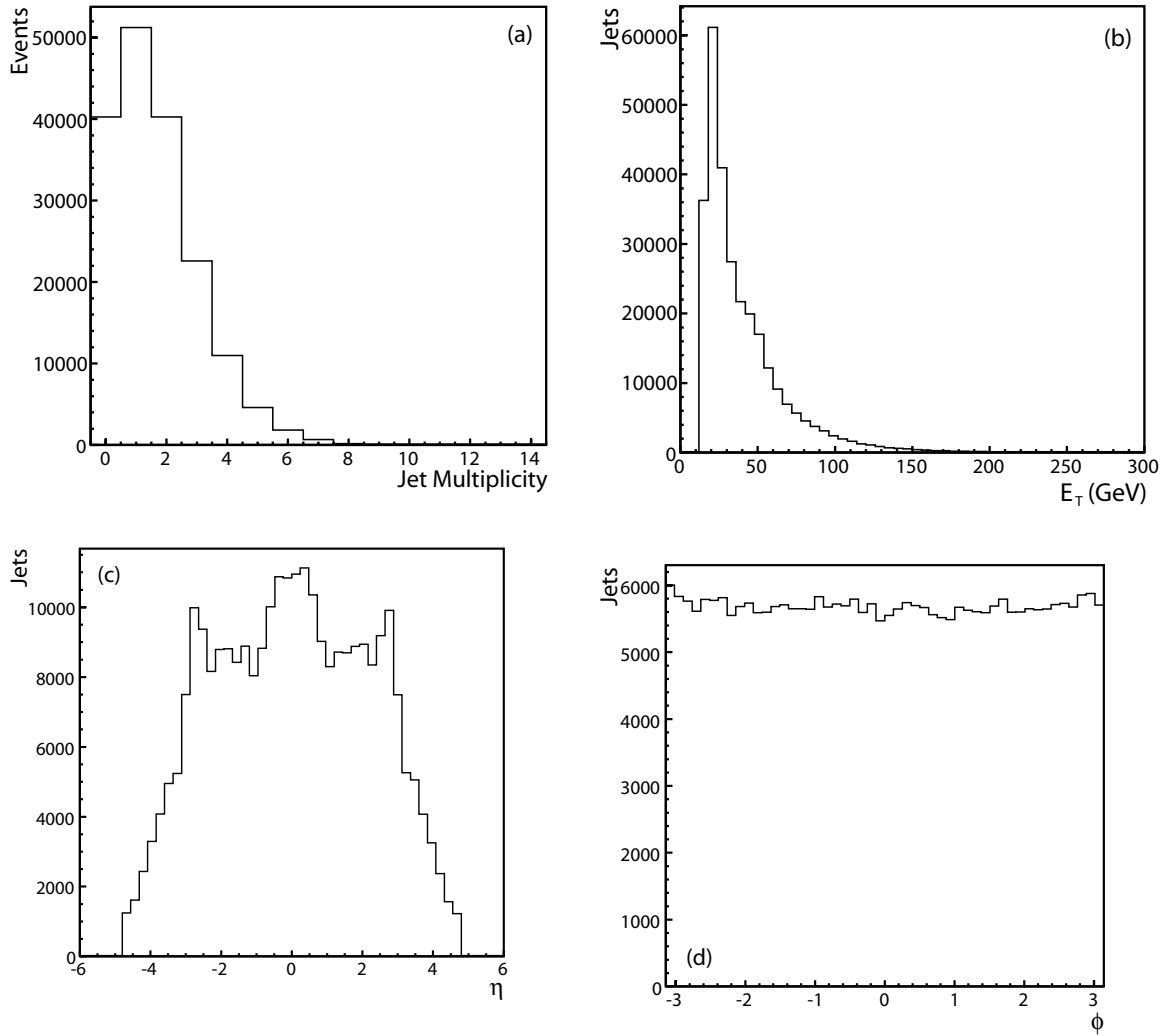 Events
50000
40000
30000
20000
10000
0
(a)
0 2 4 6 8 10 12 14
Jet Multiplicity
Jets
60000
50000
40000
30000
20000
10000
0
(b)
0 50 100 150 200 250 300
E_T (GeV)
Jets
10000
8000
6000
4000
2000
0
(c)
-6 -4 -2 0 2 4 6
η
Jets
6000
5000
4000
3000
2000
1000
0
(d)
-3 -2 -1 0 1 2 3
ϕ